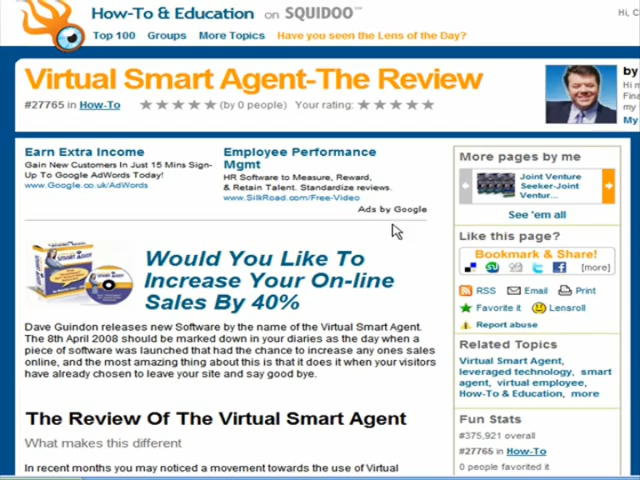 How-To & Education on SQUIDOO™
Hi,
Top 100 Groups More Topics Have you seen the Lens of the Day?
Virtual Smart Agent-The Review
#27765 in How-To (by 0 people) Your rating:
by
Hi
Fina
My
Earn Extra Income
Gain New Customers In Just 15 Mins Sign-
Up To Google AdWords Today!
www.Google.co.uk/AdWords
Employee Performance
Mgmt
HR Software to Measure, Reward,
& Retain Talent. Standardize reviews.
www.SilkRoad.com/Free-Video
Ads by Google
Would You Like To
Increase Your On-line
Sales By 40%
Dave Guindon releases new Software by the name of the Virtual Smart Agent.
The 8th April 2008 should be marked down in your diaries as the day when a
piece of software was launched that had the chance to increase any ones sales
online, and the most amazing thing about this is that it does it when your visitors
have already chosen to leave your site and say good bye.
The Review Of The Virtual Smart Agent
What makes this different
In recent months you may noticed a movement towards the use of Virtual
More pages by me
Joint Venture
Seeker-Joint
Ventur...
See 'em all
Like this page?
Bookmark & Share!
[more]
RSS Email Print
Favorite it Lensroll
Report abuse
Related Topics
Virtual Smart Agent,
leveraged technology, smart
agent, virtual employee,
How-To & Education, more
Fun Stats
#375,921 overall
#27765 in How-To
0 people favorited it